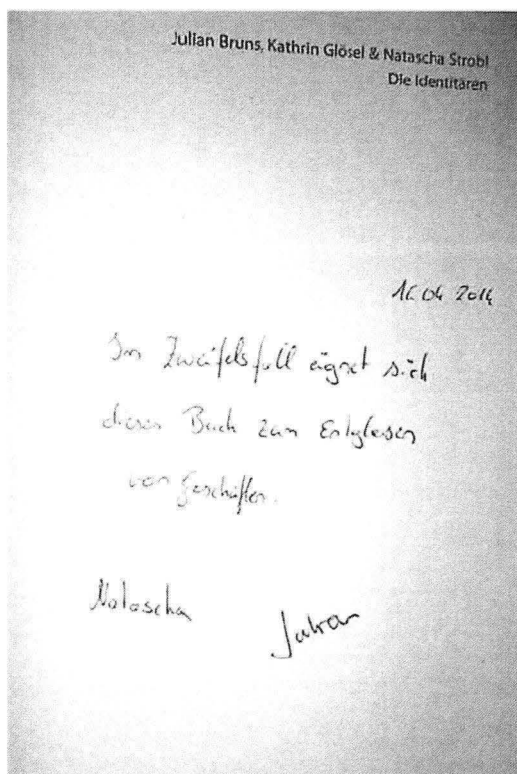 Julian Bruns, Kathrin Glösel & Natascha Strobl
Die Identitären
16.04 2014
Im Zweifelsfall eignet sich
dieses Buch zum Entglasen
von Geschäften.
Natascha
Julian